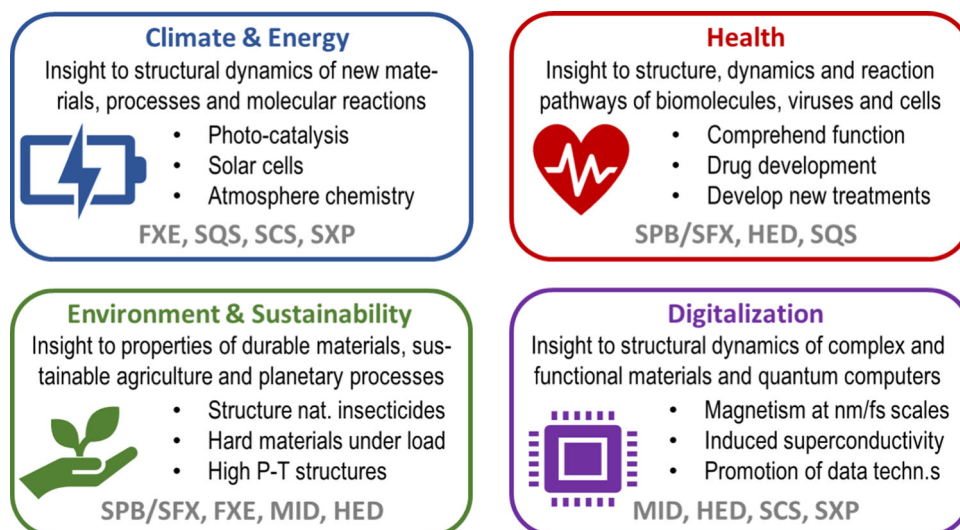 Climate & Energy
Insight to structural dynamics of new mate-
rials, processes and molecular reactions
• Photo-catalysis
• Solar cells
• Atmosphere chemistry
FXE, SQS, SCS, SXP
Health
Insight to structure, dynamics and reaction
pathways of biomolecules, viruses and cells
• Comprehend function
• Drug development
• Develop new treatments
SPB/SFX, HED, SQS
Environment & Sustainability
Insight to properties of durable materials, sus-
tainable agriculture and planetary processes
• Structure nat. insecticides
• Hard materials under load
• High P-T structures
SPB/SFX, FXE, MID, HED
Digitalization
Insight to structural dynamics of complex and
functional materials and quantum computers
• Magnetism at nm/fs scales
• Induced superconductivity
• Promotion of data techn.s
MID, HED, SCS, SXP